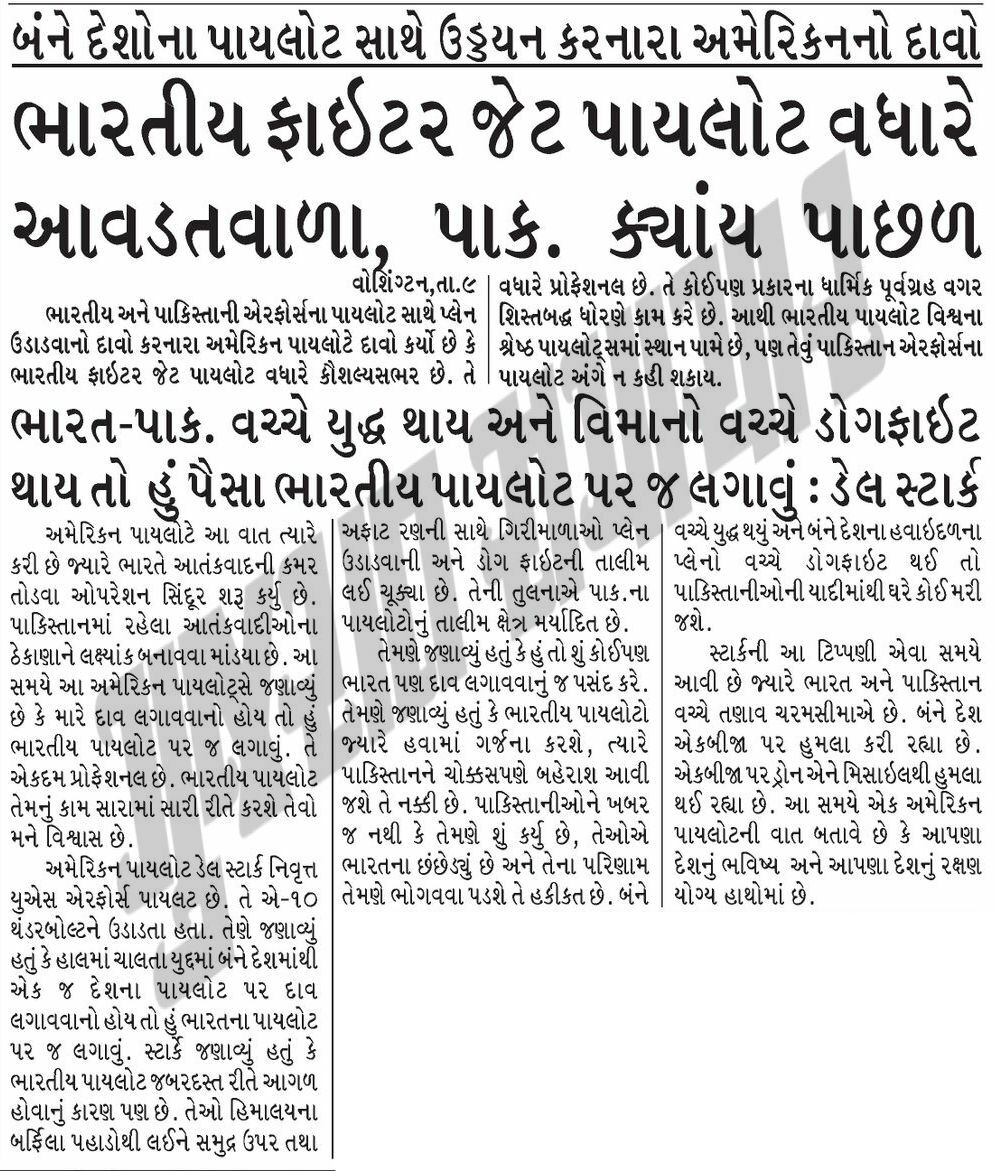 બંને દેશોના પાયલોટ સાથે ઉડ્ડયન કરનારા અમેરિકનનો દાવો
ભારતીય ફાઇટર જેટ પાયલોટ વધારે
આવડતવાળા, પાક. ક્યાંય પાછળ
વોશિંગ્ટન,તા.૯
ભારતીય અને પાકિસ્તાની એરફોર્સના પાયલોટ સાથે પ્લેન
ઉડાડવાનો દાવો કરનારા અમેરિકન પાયલોટે દાવો કર્યો છે કે
ભારતીય ફાઇટર જેટ પાયલોટ વધારે કૌશલ્યસભર છે. તે
વધારે પ્રોફેશનલ છે. તે કોઈપણ પ્રકારના ધાર્મિક પૂર્વગ્રહ વગર
શિસ્તબદ્ધ ધોરણે કામ કરે છે. આથી ભારતીય પાયલોટ વિશ્વના
શ્રેષ્ઠ પાયલોટ્સમાં સ્થાન પામે છે, પણ તેવું પાકિસ્તાન એરફોર્સના
પાયલોટ અંગે ન કહી શકાય.
ભારત-પાક. વચ્ચે યુદ્ધ થાય અને વિમાનો વચ્ચે ડોગફાઇટ
થાય તો હું પૈસા ભારતીય પાયલોટ પર જ લગાવું : ડેલ સ્ટાર્ક
અમેરિકન પાયલોટે આ વાત ત્યારે
કરી છે જ્યારે ભારતે આતંકવાદની કમર
તોડવા ઓપરેશન સિંદૂર શરૂ કર્યુ છે.
પાકિસ્તાનમાં રહેલા આતંકવાદીઓના
ઠેકાણાને લક્ષ્યાંક બનાવવા માંડયા છે. આ
સમયે આ અમેરિકન પાયલોટ્સે જણાવ્યું
છે કે મારે દાવ લગાવવાનો હોય તો હું
ભારતીય પાયલોટ પર જ લગાવું. તે
એકદમ પ્રોફેશનલ છે. ભારતીય પાયલોટ
તેમનું કામ સારામાં સારી રીતે કરશે તેવો
મને વિશ્વાસ છે.
અમેરિકન પાયલોટ ડેલ સ્ટાર્ક નિવૃત્ત
યુએસ એરફોર્સ પાયલટ છે. તે એ-૧૦
થંડરબોલ્ટને ઉડાડતા હતા. તેણે જણાવ્યું
હતું કે હાલમાં ચાલતા યુદ્દમાં બંને દેશમાંથી
એક જ દેશના પાયલોટ પર દાવ
લગાવવાનો હોય તો હું ભારતના પાયલોટ
પર જ લગાવું. સ્ટાર્કે જણાવ્યું હતું કે
ભારતીય પાયલોટ જબરદસ્ત રીતે આગળ
હોવાનું કારણ પણ છે. તેઓ હિમાલયના
બર્ફિલા પહાડોથી લઈને સમુદ્ર ઉપર તથા
અફાટ રણની સાથે ગિરીમાળાઓ પ્લેન
ઉડાડવાની અને ડોગ ફાઇટની તાલીમ
લઈ ચૂક્યા છે. તેની તુલનાએ પાક.ના
પાયલોટોનું તાલીમ ક્ષેત્ર મર્યાદિત છે.
તેમણે જણાવ્યું હતું કે હું તો શું કોઈપણ
ભારત પણ દાવ લગાવવાનું જ પસંદ કરે.
તેમણે જણાવ્યું હતું કે ભારતીય પાયલોટો
જ્યારે હવામાં ગર્જના કરશે, ત્યારે
પાકિસ્તાનને ચોક્કસપણે બહેરાશ આવી
જશે તે નક્કી છે. પાકિસ્તાનીઓને ખબર
જ નથી કે તેમણે શું કર્યુ છે, તેઓએ
ભારતના છંછેડ્યું છે અને તેના પરિણામ
તેમણે ભોગવવા પડશે તે હકીકત છે. બંને
વચ્ચે યુદ્ધ થયું અને બંને દેશના હવાઇદળના
પ્લેનો વચ્ચે ડોગફાઇટ થઈ તો
પાકિસ્તાનીઓની યાદીમાંથી ઘરે કોઈ મરી
જશે.
સ્ટાર્કની આ ટિપ્પણી એવા સમયે
આવી છે જ્યારે ભારત અને પાકિસ્તાન
વચ્ચે તણાવ ચરમસીમાએ છે. બંને દેશ
એકબીજા પર હુમલા કરી રહ્યા છે.
એકબીજા પર ડ્રોન એને મિસાઇલથી હુમલા
થઈ રહ્યા છે. આ સમયે એક અમેરિકન
પાયલોટની વાત બતાવે છે કે આપણા
દેશનું ભવિષ્ય અને આપણા દેશનું રક્ષણ
યોગ્ય હાથોમાં છે.